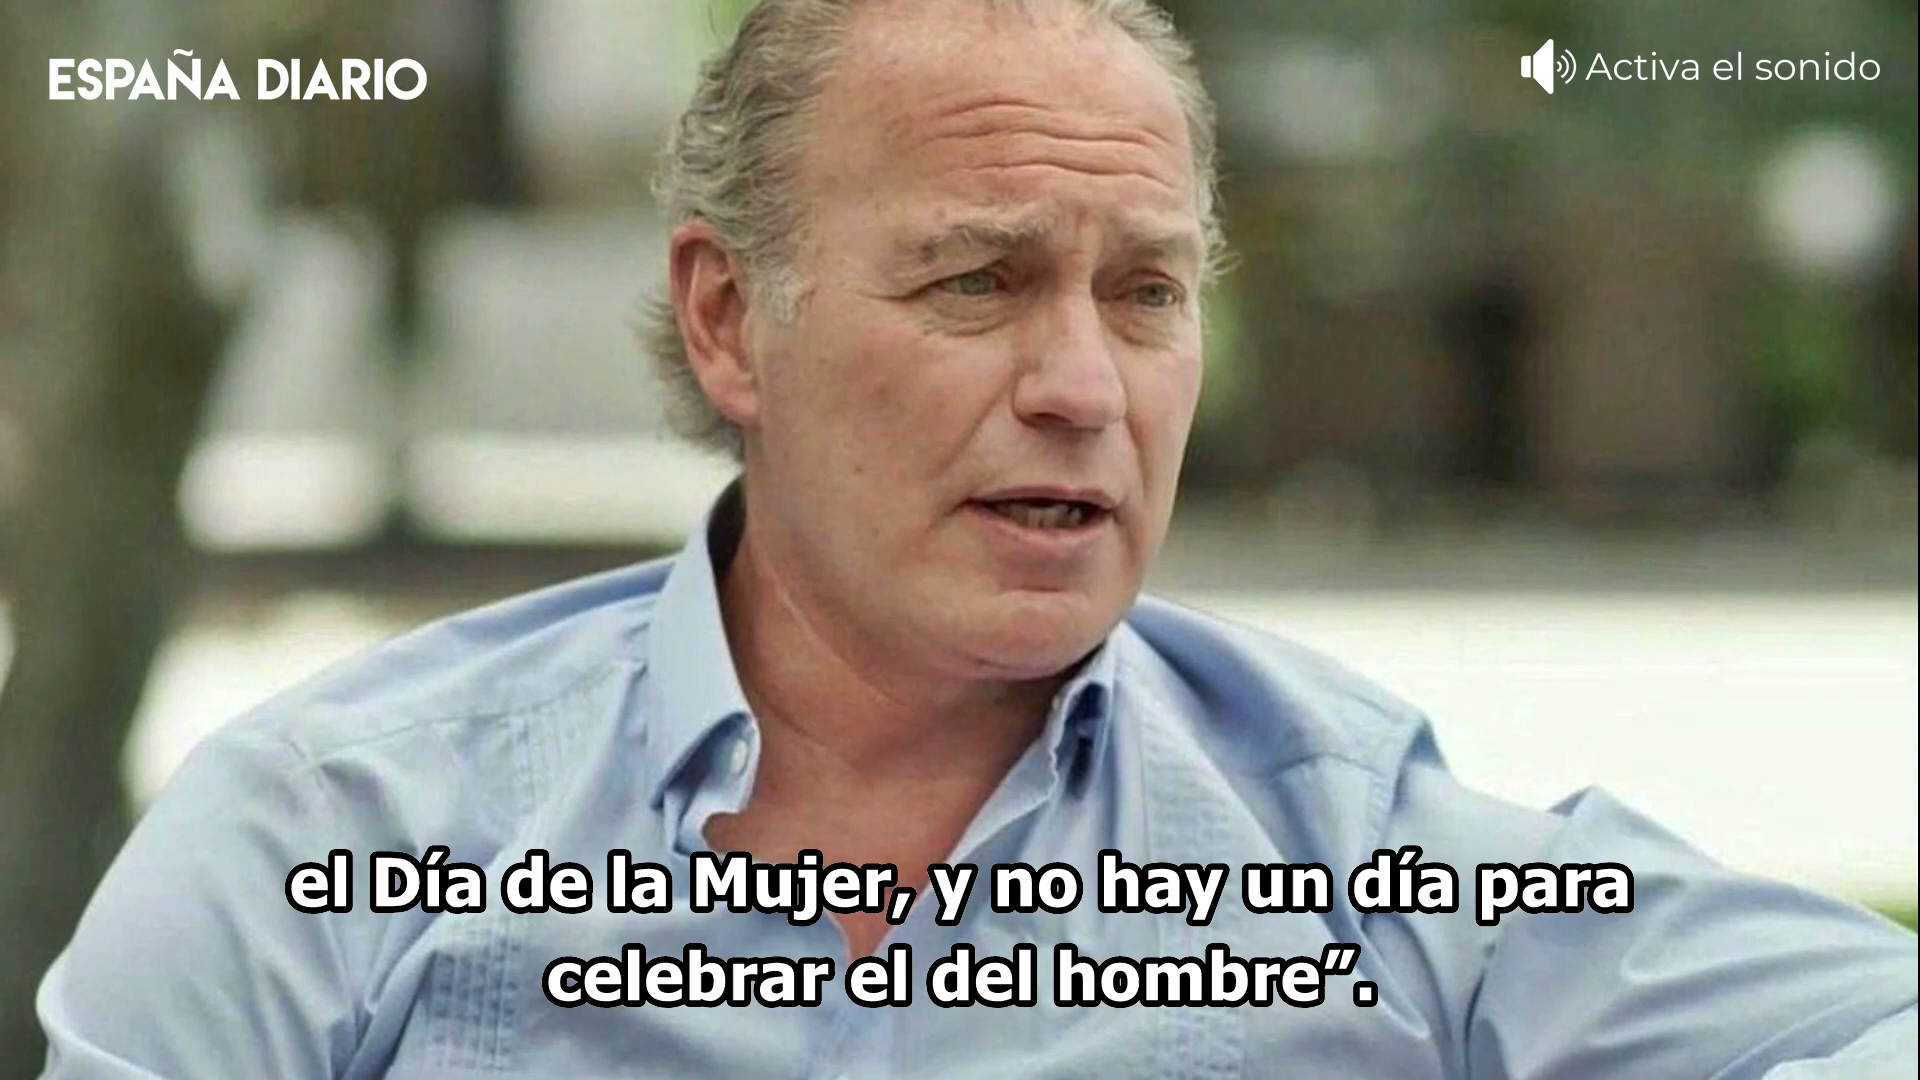 ESPAÑA DIARIO
Activa el sonido
el Día de la Mujer, y no hay un día para
celebrar el del hombre”.